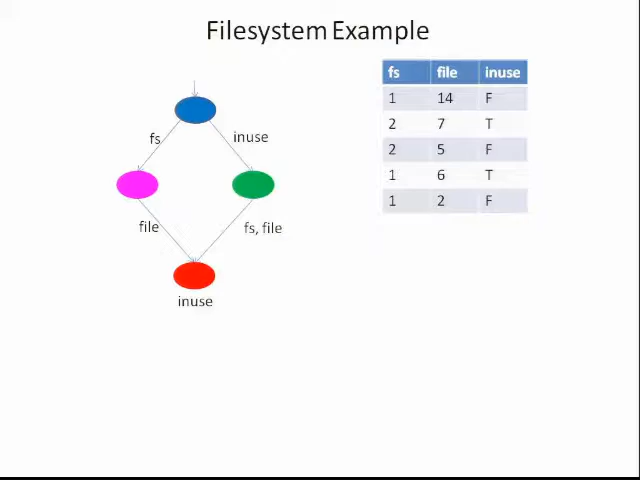 Filesystem Example
fs file inuse
1 14 F
2 7 T
2 5 F
1 6 T
1 2 F
fs
inuse
file
fs, file
inuse